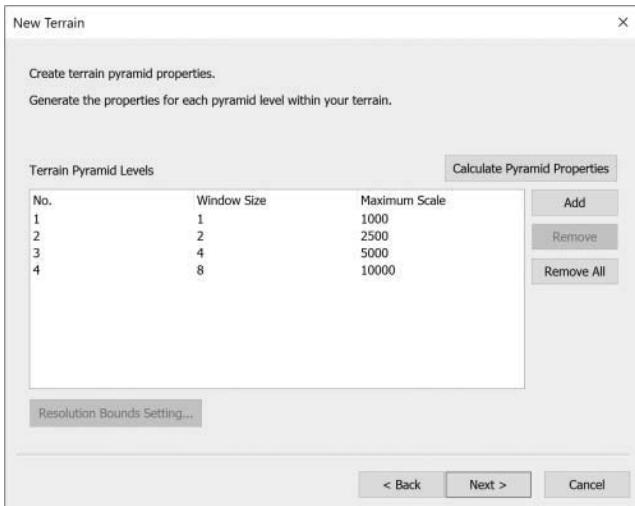 New Terrain
Create terrain pyramid properties.
Generate the properties for each pyramid level within your terrain.
Terrain Pyramid Levels
Calculate Pyramid Properties
No. Window Size Maximum Scale
1 1 1000
2 2 2500
3 4 5000
4 8 10000
Add
Remove
Remove All
Resolution Bounds Setting...
< Back Next > Cancel